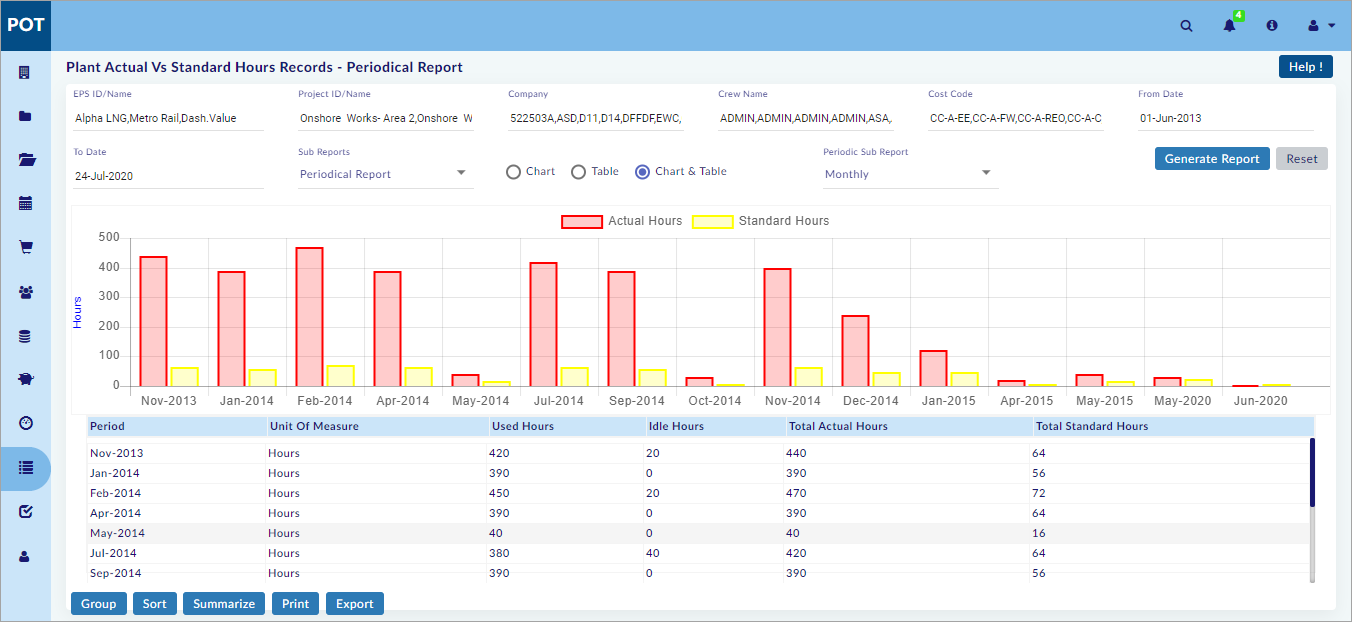 POT
4
Plant Actual Vs Standard Hours Records - Periodical Report
Help !
EPS ID/Name Project ID/Name Company Crew Name Cost Code From Date
Alpha LNG,Metro Rail,Dash.Value Onshore Works- Area 2,Onshore W 522503A,ASD,D11,D14,DFFDF,EWC, ADMIN,ADMIN,ADMIN,ADMIN,ASA, CC-A-EE,CC-A-FW,CC-A-REO,CC-A-C 01-Jun-2013
To Date Sub Reports Periodic Sub Report
24-Jul-2020 Periodical Report Chart Table Chart & Table Monthly Generate Report Reset
Actual Hours Standard Hours
500
400
300
200
100
0
Hours
Nov-2013 Jan-2014 Feb-2014 Apr-2014 May-2014 Jul-2014 Sep-2014 Oct-2014 Nov-2014 Dec-2014 Jan-2015 Apr-2015 May-2015 May-2020 Jun-2020
Period Unit Of Measure Used Hours Idle Hours Total Actual Hours Total Standard Hours
Nov-2013 Hours 420 20 440 64
Jan-2014 Hours 390 0 390 56
Feb-2014 Hours 450 20 470 72
Apr-2014 Hours 390 0 390 64
May-2014 Hours 40 0 40 16
Jul-2014 Hours 380 40 420 64
Sep-2014 Hours 390 0 390 56
Group Sort Summarize Print Export